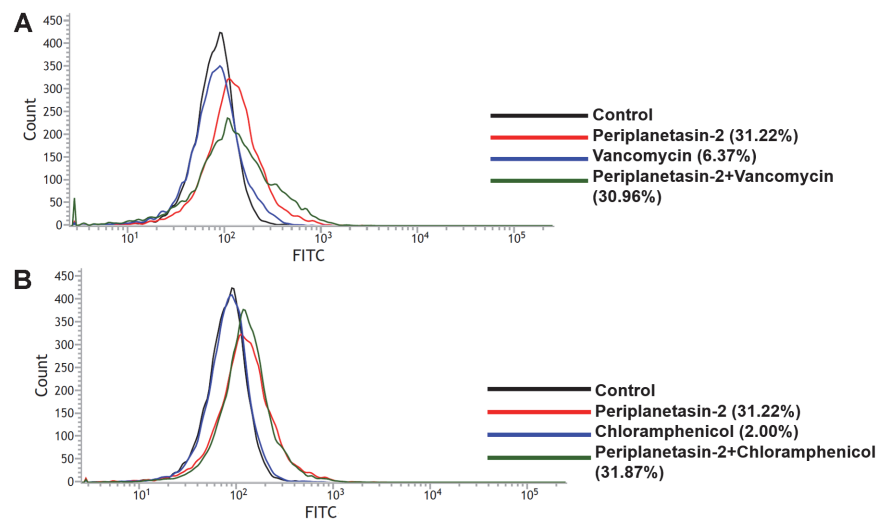 A
450
400
350
300
250
200
150
100
50
0
Count
10¹ 10² 10³ 10⁴ 10⁵
FITC
Control
Periplanetasin-2 (31.22%)
Vancomycin (6.37%)
Periplanetasin-2+Vancomycin
(30.96%)
B
450
400
350
300
250
200
150
100
50
0
Count
10¹ 10² 10³ 10⁴ 10⁵
FITC
Control
Periplanetasin-2 (31.22%)
Chloramphenicol (2.00%)
Periplanetasin-2+Chloramphenicol
(31.87%)